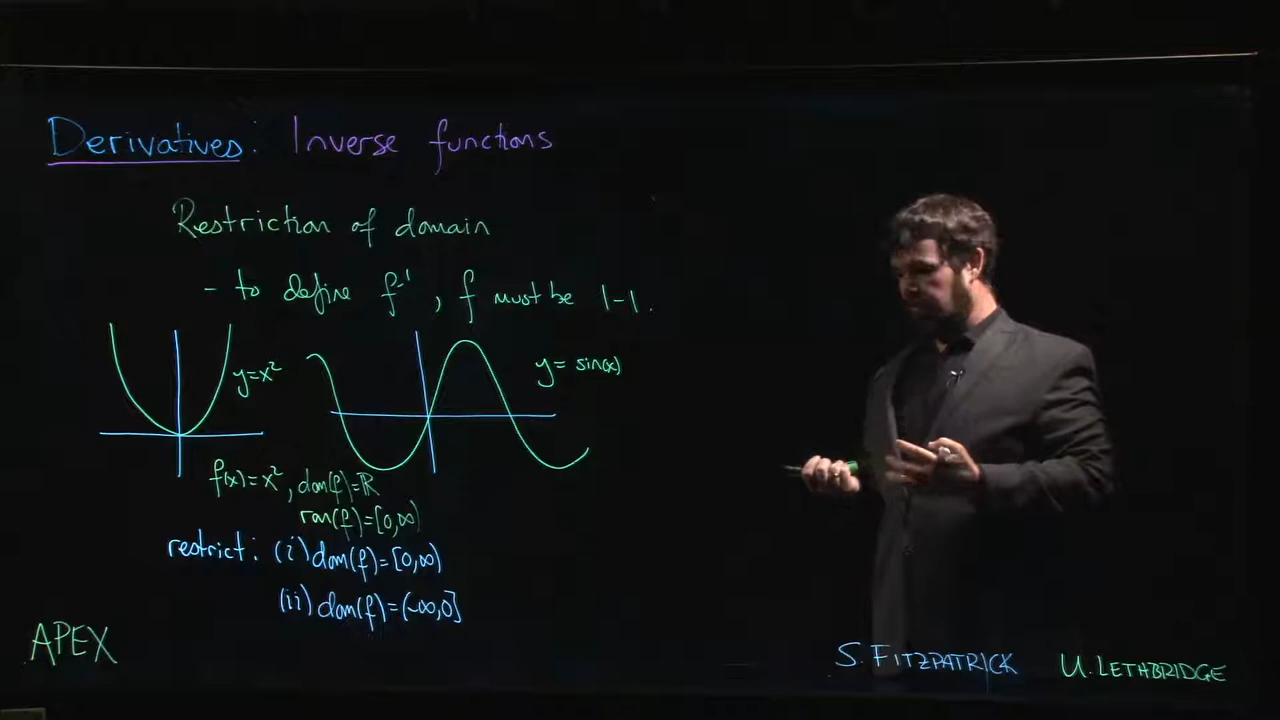 Derivatives: Inverse functions
Restriction of domain
- to define f⁻¹, f must be 1-1.
y=x²
y= sin(x)
f(x)=x², dom(f)=ℝ
ran(f)=[0,∞)
restrict: (i) dom(f)=[0,∞)
(ii) dom(f)=(-∞,0]
APEX
S. FITZPATRICK U. LETHBRIDGE